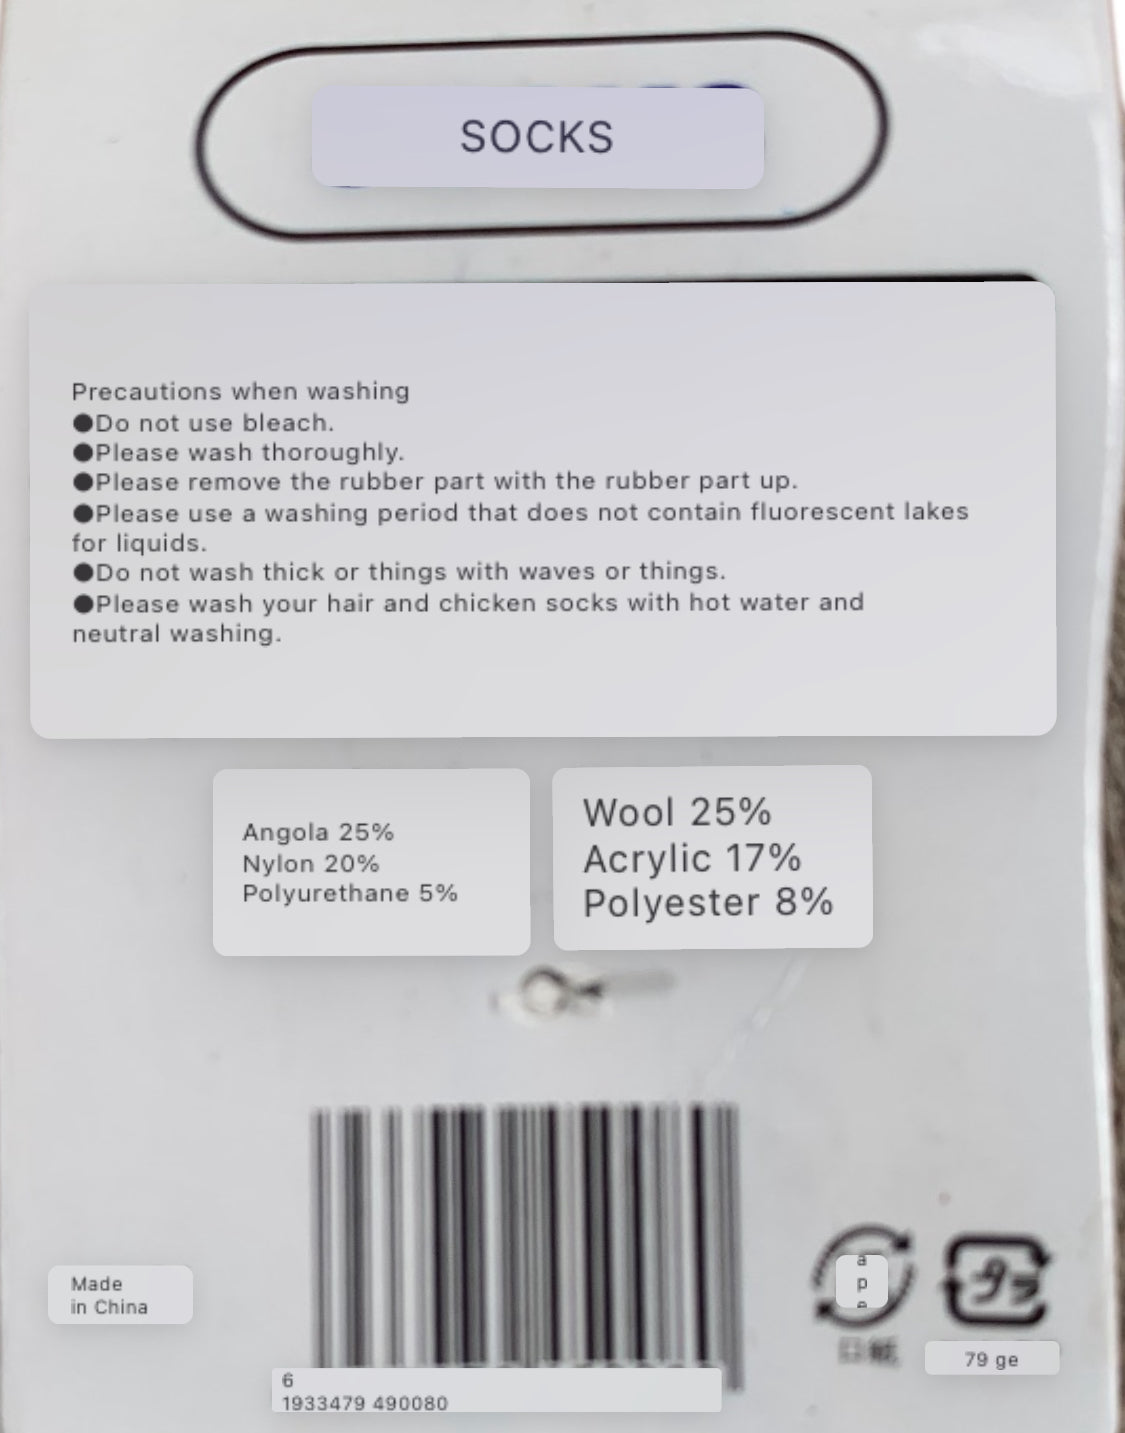 SOCKS
Precautions when washing
●Do not use bleach.
●Please wash thoroughly.
●Please remove the rubber part with the rubber part up.
●Please use a washing period that does not contain fluorescent lakes
for liquids.
●Do not wash thick or things with waves or things.
●Please wash your hair and chicken socks with hot water and
neutral washing.
Angola 25%
Nylon 20%
Polyurethane 5%
Wool 25%
Acrylic 17%
Polyester 8%
Made
in China
a
p
e
プラ
79 ge
6
1933479 490080